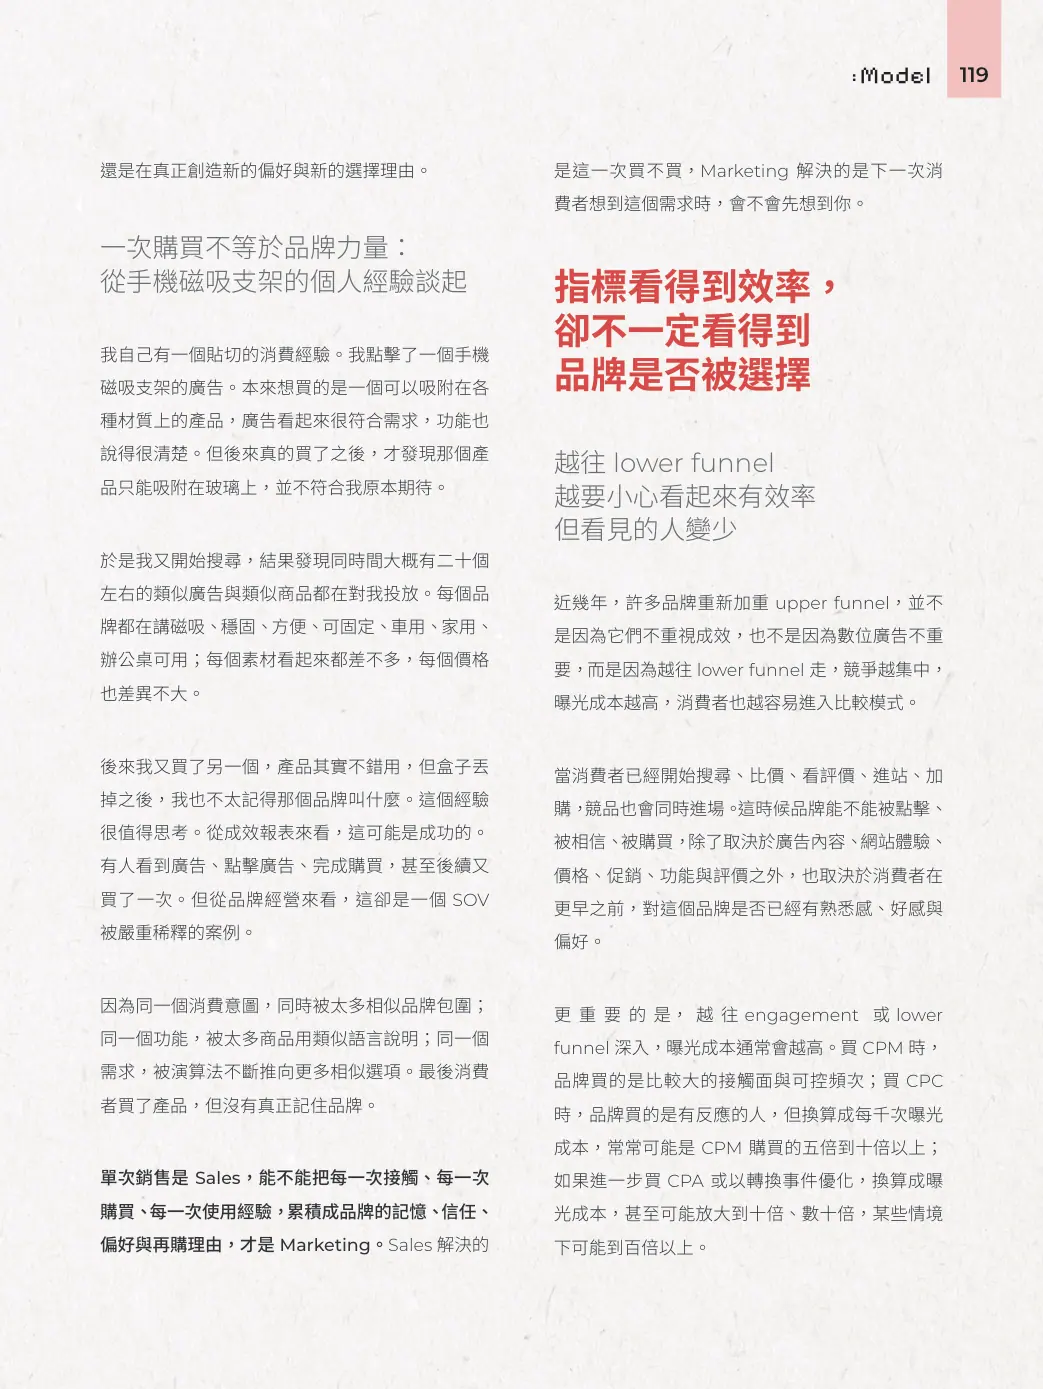 :Model
119
還是在真正創造新的偏好與新的選擇理由。
一次購買不等於品牌力量：
從手機磁吸支架的個人經驗談起
我自己有一個貼切的消費經驗。我點擊了一個手機
磁吸支架的廣告。本來想買的是一個可以吸附在各
種材質上的產品，廣告看起來很符合需求，功能也
說得很清楚。但後來真的買了之後，才發現那個產
品只能吸附在玻璃上，並不符合我原本期待。
於是我又開始搜尋，結果發現同時間大概有二十個
左右的類似廣告與類似商品都在對我投放。每個品
牌都在講磁吸、穩固、方便、可固定、車用、家用、
辦公桌可用；每個素材看起來都差不多，每個價格
也差異不大。
後來我又買了另一個，產品其實不錯用，但盒子丟
掉之後，我也不太記得那個品牌叫什麼。這個經驗
很值得思考。從成效報表來看，這可能是成功的。
有人看到廣告、點擊廣告、完成購買，甚至後續又
買了一次。但從品牌經營來看，這卻是一個 SOV
被嚴重稀釋的案例。
因為同一個消費意圖，同時被太多相似品牌包圍；
同一個功能，被太多商品用類似語言說明；同一個
需求，被演算法不斷推向更多相似選項。最後消費
者買了產品，但沒有真正記住品牌。
單次銷售是 Sales，能不能把每一次接觸、每一次
購買、每一次使用經驗，累積成品牌的記憶、信任、
偏好與再購理由，才是 Marketing。Sales 解決的
是這一次買不買，Marketing 解決的是下一次消
費者想到這個需求時，會不會先想到你。
指標看得到效率，
卻不一定看得到
品牌是否被選擇
越往 lower funnel
越要小心看起來有效率
但看見的人變少
近幾年，許多品牌重新加重 upper funnel，並不
是因為它們不重視成效，也不是因為數位廣告不重
要，而是因為越往 lower funnel 走，競爭越集中，
曝光成本越高，消費者也越容易進入比較模式。
當消費者已經開始搜尋、比價、看評價、進站、加
購，競品也會同時進場。這時候品牌能不能被點擊、
被相信、被購買，除了取決於廣告內容、網站體驗、
價格、促銷、功能與評價之外，也取決於消費者在
更早之前，對這個品牌是否已經有熟悉感、好感與
偏好。
更重要的是，越往 engagement 或 lower
funnel 深入，曝光成本通常會越高。買 CPM 時，
品牌買的是比較大的接觸面與可控頻次；買 CPC
時，品牌買的是有反應的人，但換算成每千次曝光
成本，常常可能是 CPM 購買的五倍到十倍以上；
如果進一步買 CPA 或以轉換事件優化，換算成曝
光成本，甚至可能放大到十倍、數十倍，某些情境
下可能到百倍以上。